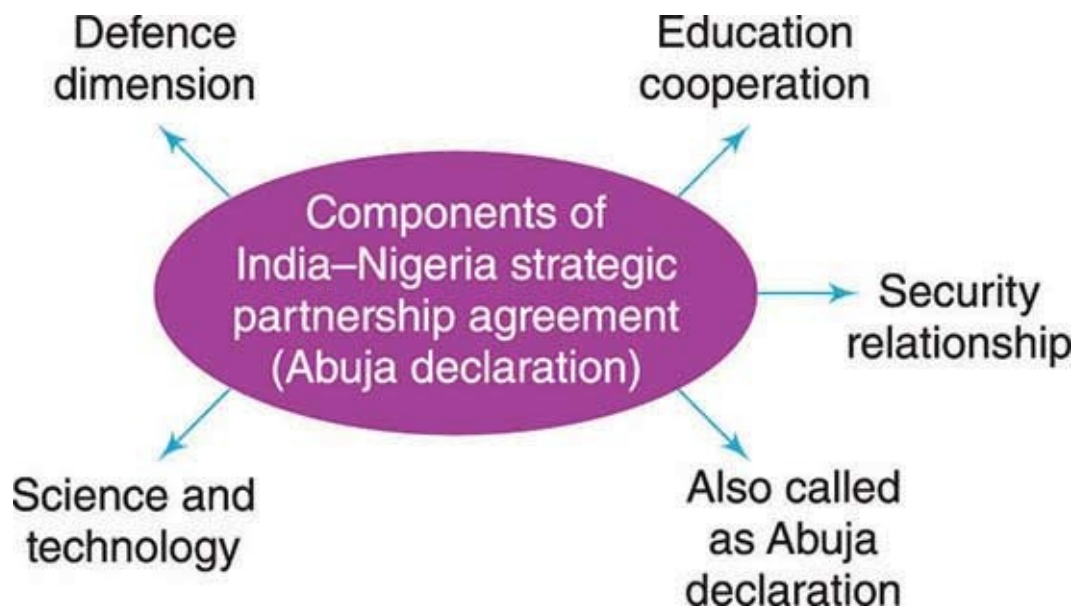 Defence
dimension
Education
cooperation
Components of
India–Nigeria strategic
partnership agreement
(Abuja declaration)
Security
relationship
Science and
technology
Also called
as Abuja
declaration